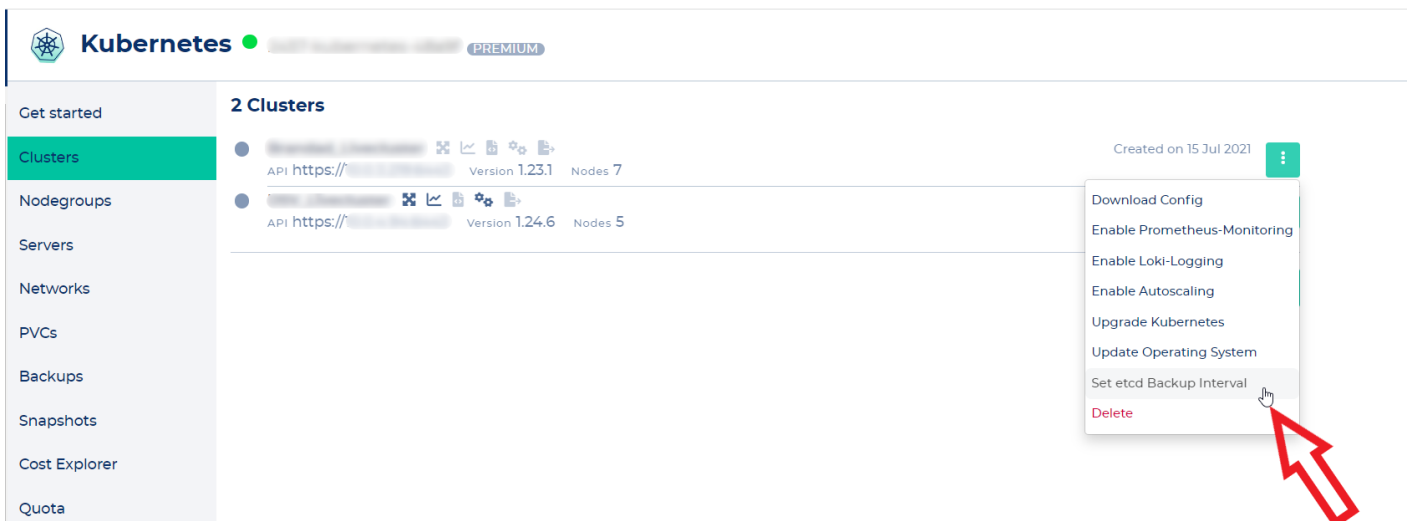 Kubernetes PREMIUM
Get started
Clusters
Nodegroups
Servers
Networks
PVCs
Backups
Snapshots
Cost Explorer
Quota
2 Clusters
Created on 15 Jul 2021
API https:// Version 1.23.1 Nodes 7
API https:// Version 1.24.6 Nodes 5
Download Config
Enable Prometheus-Monitoring
Enable Loki-Logging
Enable Autoscaling
Upgrade Kubernetes
Update Operating System
Set etcd Backup Interval
Delete